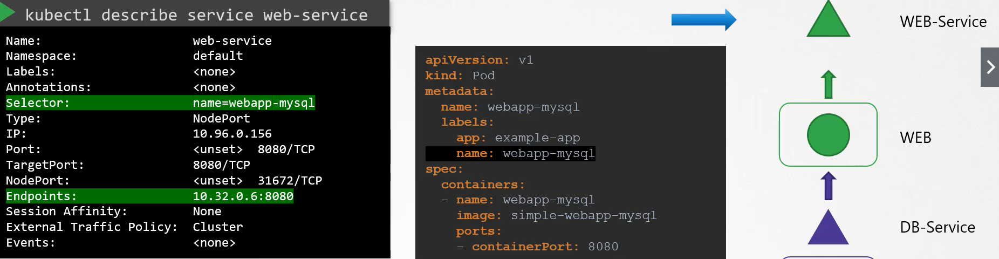 kubectl describe service web-service
Name: web-service
Namespace: default
Labels: <none>
Annotations: <none>
Selector: name=webapp-mysql
Type: NodePort
IP: 10.96.0.156
Port: <unset> 8080/TCP
TargetPort: 8080/TCP
NodePort: <unset> 31672/TCP
Endpoints: 10.32.0.6:8080
Session Affinity: None
External Traffic Policy: Cluster
Events: <none>
apiVersion: v1
kind: Pod
metadata:
  name: webapp-mysql
  labels:
    app: example-app
    name: webapp-mysql
spec:
  containers:
  - name: webapp-mysql
    image: simple-webapp-mysql
    ports:
    - containerPort: 8080
WEB-Service
WEB
DB-Service